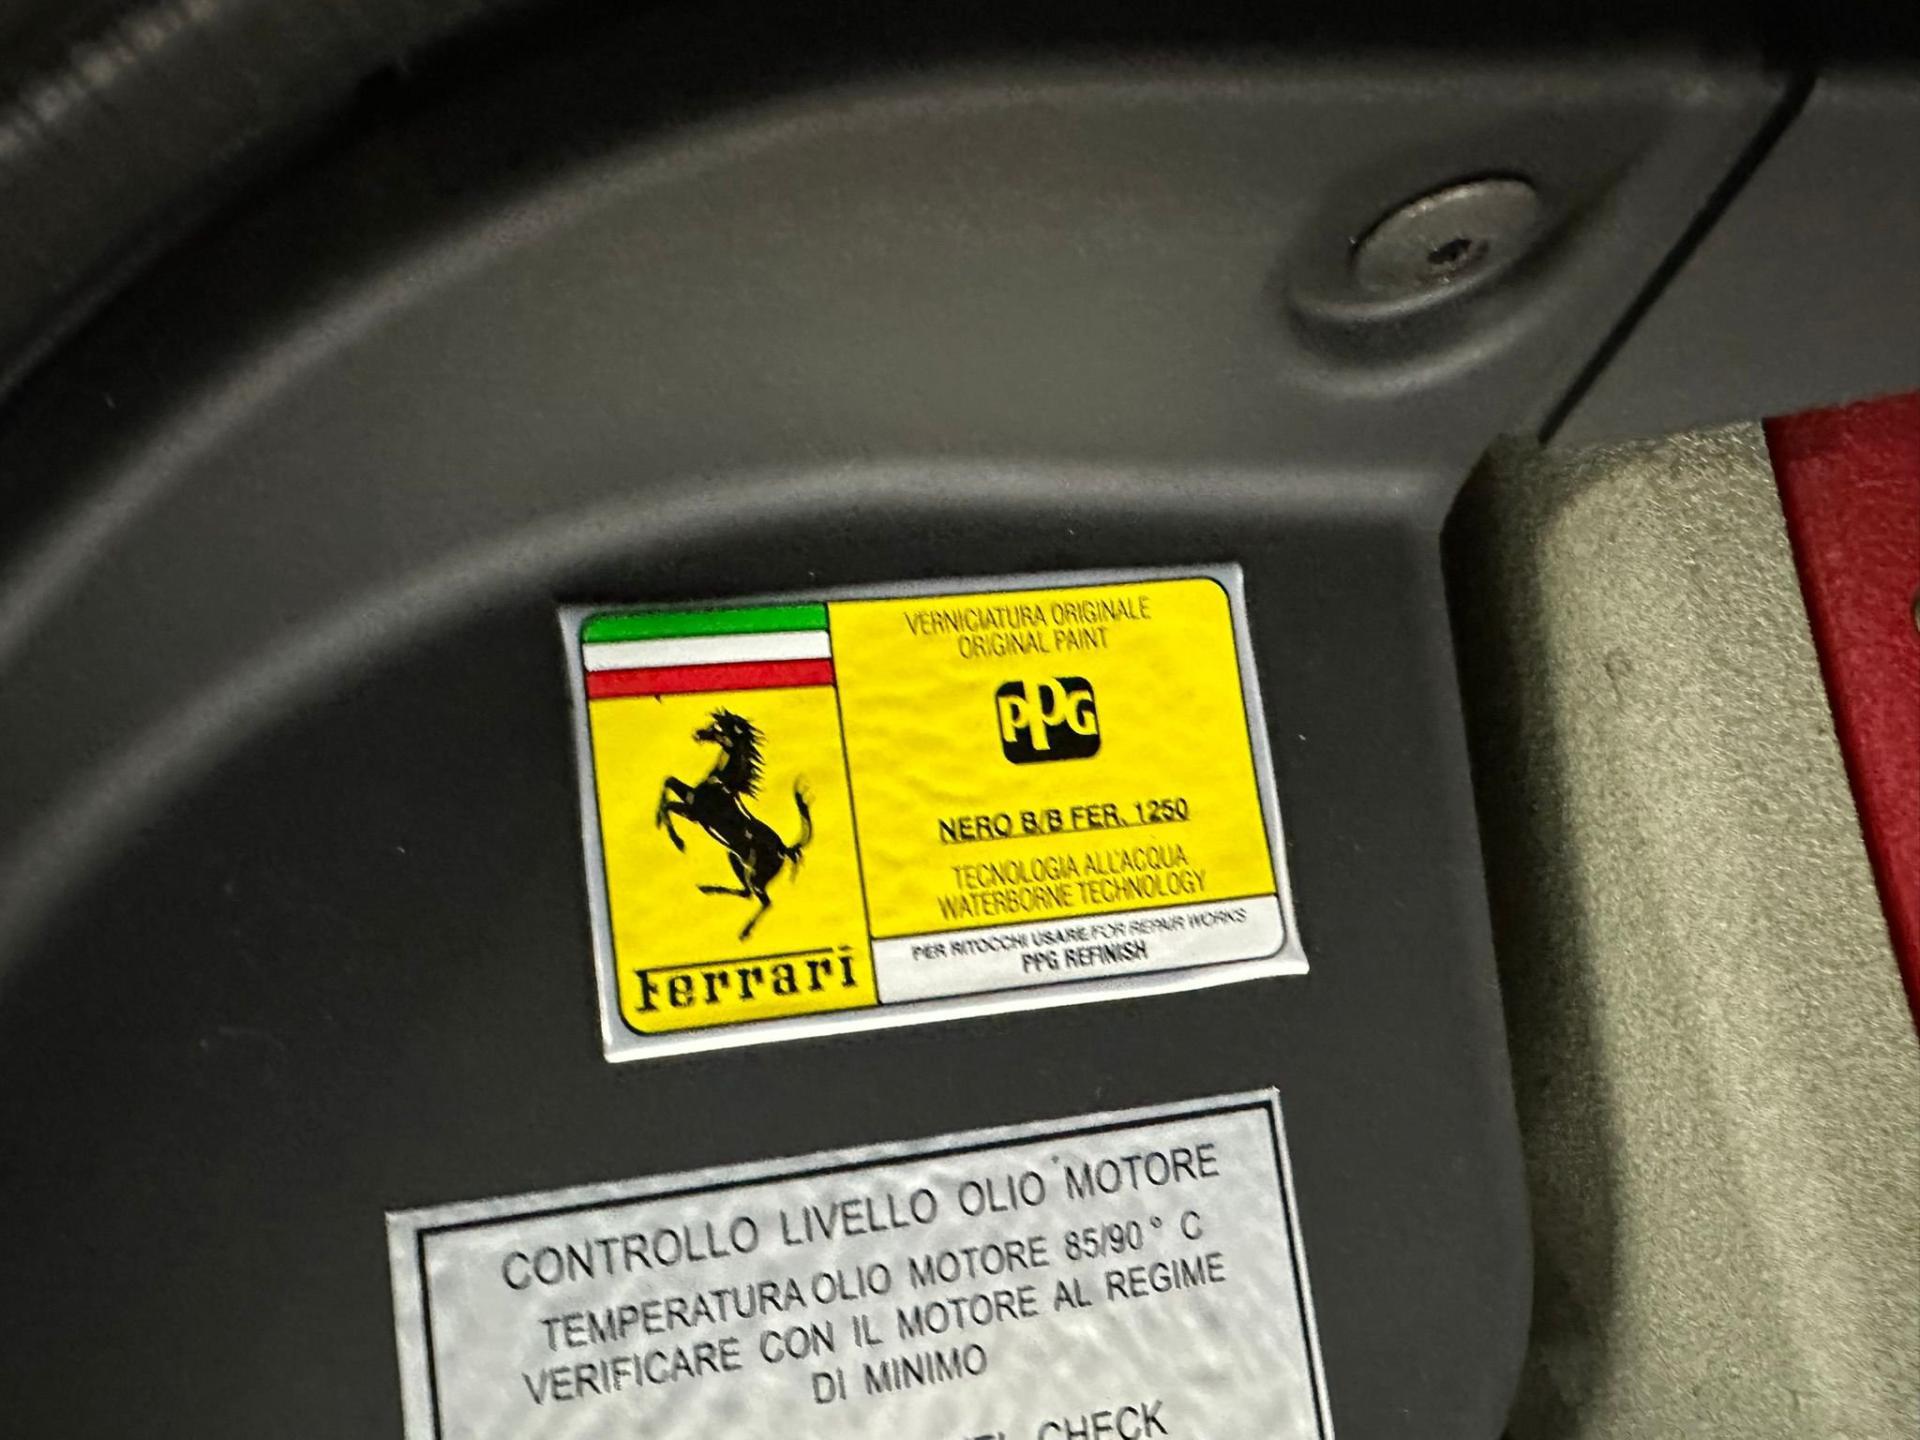 VERNICIATURA ORIGINALE
ORIGINAL PAINT
PPG
NERO B/B FER. 1250
TECNOLOGIA ALL'ACQUA
WATERBORNE TECHNOLOGY
PER RITOCCHI USARE/FOR REPAIR WORKS
PPG REFINISH
Ferrari
CONTROLLO LIVELLO OLIO MOTORE
TEMPERATURA OLIO MOTORE 85/90° C
VERIFICARE CON IL MOTORE AL REGIME
DI MINIMO
CHECK